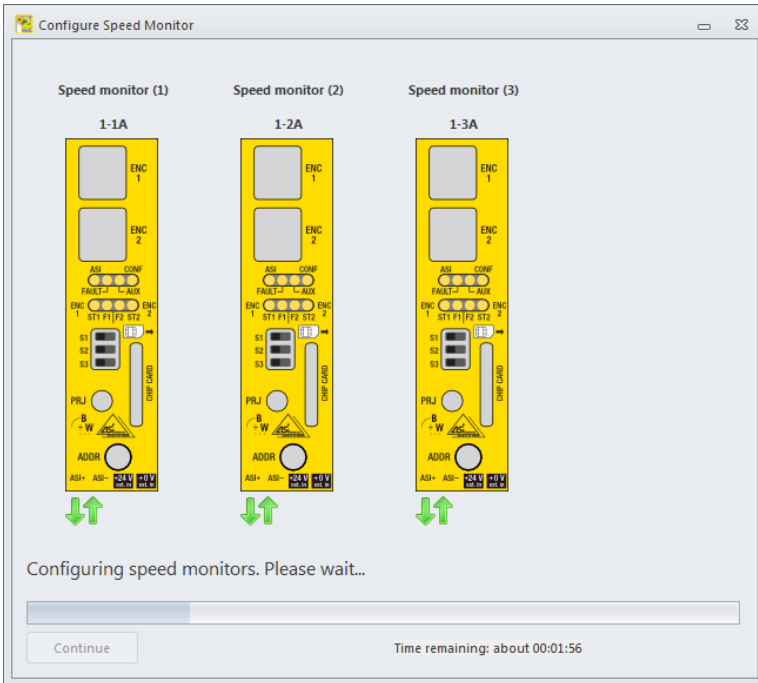 Configure Speed Monitor
Speed monitor (1) Speed monitor (2) Speed monitor (3)
1-1A 1-2A 1-3A
ENC 1 ENC 1 ENC 1
ENC 2 ENC 2 ENC 2
ASI CONF ASI CONF ASI CONF
FAULT AUX FAULT AUX FAULT AUX
ENC 1 ENC 2 ENC 1 ENC 2 ENC 1 ENC 2
ST1 F1 F2 ST2 ST1 F1 F2 ST2 ST1 F1 F2 ST2
S1 S1 S1
S2 S2 S2
S3 S3 S3
CHIP CARD CHIP CARD CHIP CARD
PRJ PRJ PRJ
B B B
+W +W +W
... ... ...
ADDR ADDR ADDR
ASI+ ASI– +24 V ext. in +0 V ext. in ASI+ ASI– +24 V ext. in +0 V ext. in ASI+ ASI– +24 V ext. in +0 V ext. in
Configuring speed monitors. Please wait...
Continue Time remaining: about 00:01:56